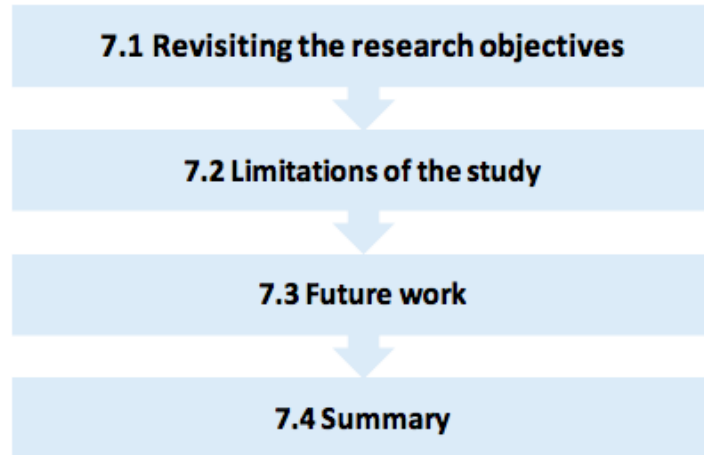 7.1 Revisiting the research objectives
7.2 Limitations of the study
7.3 Future work
7.4 Summary